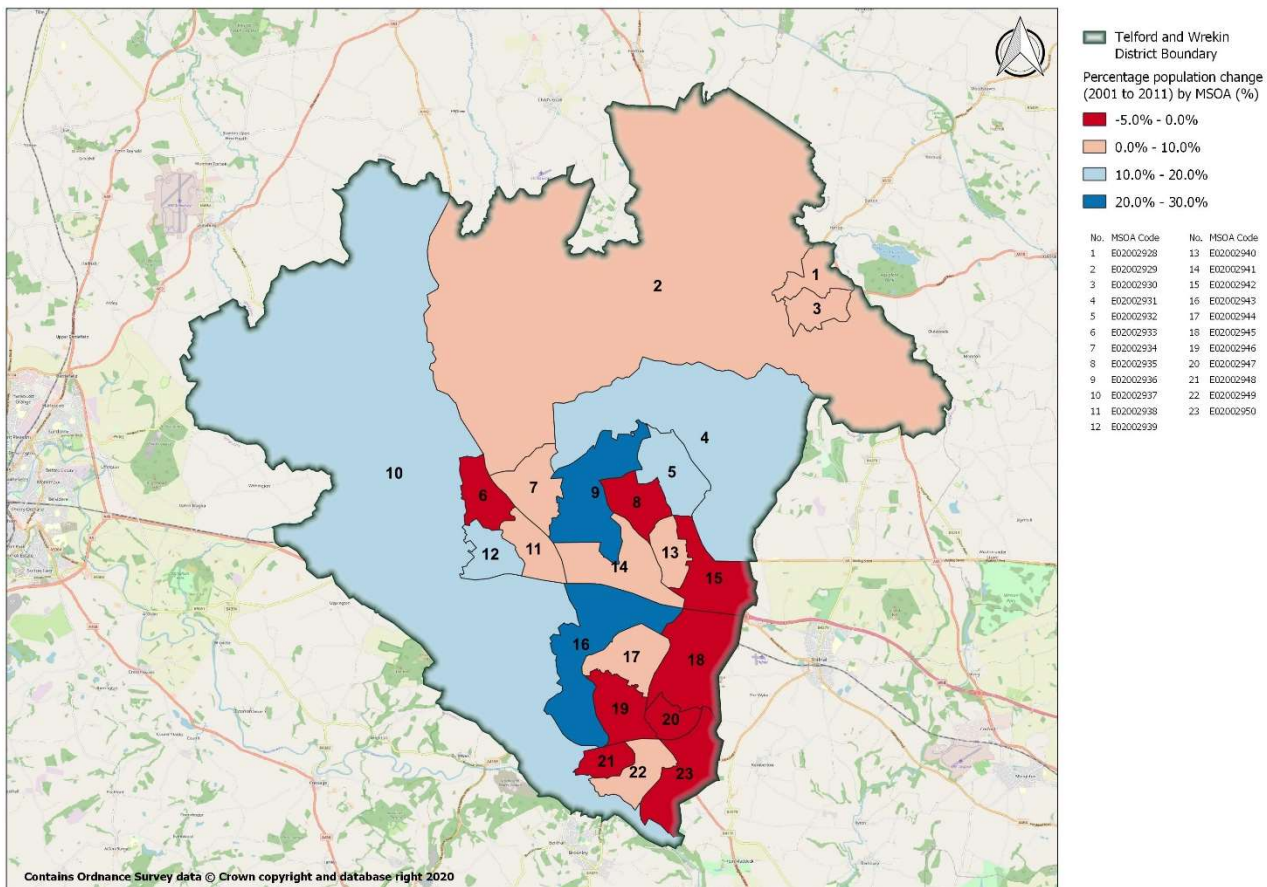 Telford and Wrekin
District Boundary
Percentage population change
(2001 to 2011) by MSOA (%)
-5.0% - 0.0%
0.0% - 10.0%
10.0% - 20.0%
20.0% - 30.0%
No. MSOA Code No. MSOA Code
1 E02002928 13 E02002940
2 E02002929 14 E02002941
3 E02002930 15 E02002942
4 E02002931 16 E02002943
5 E02002932 17 E02002944
6 E02002933 18 E02002945
7 E02002934 19 E02002946
8 E02002935 20 E02002947
9 E02002936 21 E02002948
10 E02002937 22 E02002949
11 E02002938 23 E02002950
12 E02002939
1
2
3
4
10
5
7
9
6
8
13
11
12
14
15
16
17
18
19
20
21
22
23
Contains Ordnance Survey data © Crown copyright and database right 2020